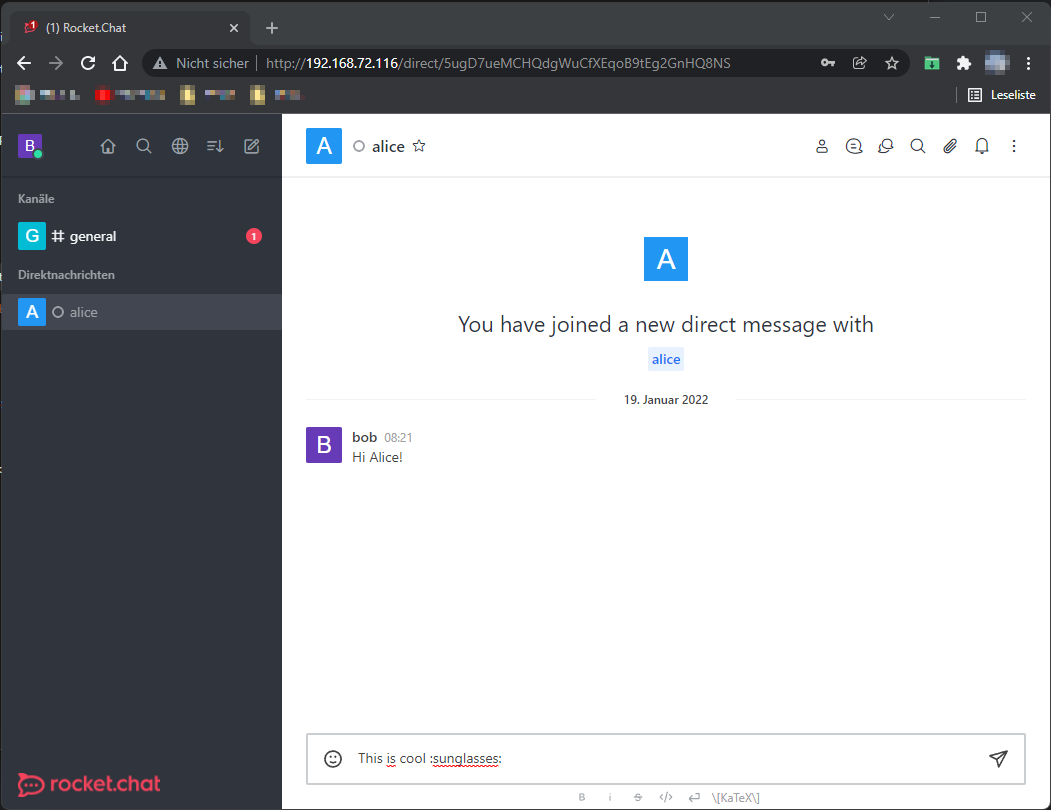 (1) Rocket.Chat
Nicht sicher http://192.168.72.116/direct/5ugD7ueMCHQdgWuCfXEqoB9tEg2GnHQ8NS
Leseliste
B
A alice
Kanäle
G # general 1
Direktnachrichten
A alice
A
You have joined a new direct message with
alice
19. Januar 2022
B bob 08:21
Hi Alice!
This is cool :sunglasses:
rocket.chat
B i S </> \[KaTeX\]